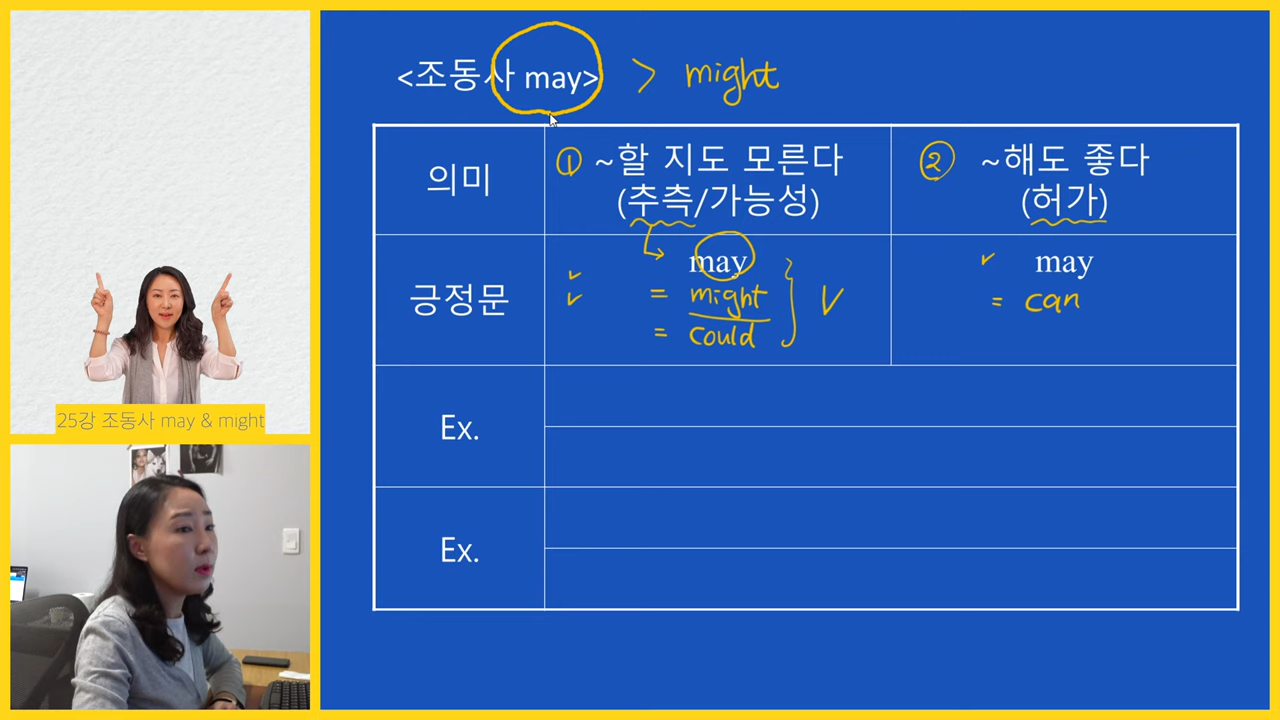 <조동사 may> > might
의미
① ~할 지도 모른다
(추측/가능성)
② ~해도 좋다
(허가)
긍정문
may
= might
= could
V
may
= can
Ex.
Ex.
25강 조동사 may & might